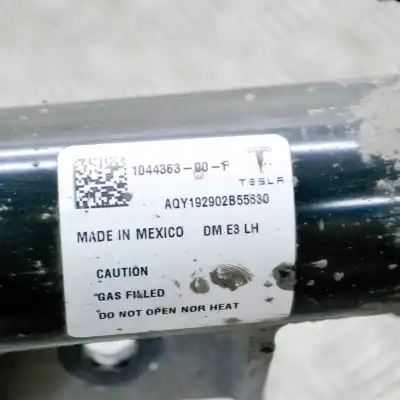 1044363-00-F
TESLA
AQY192902B55530
MADE IN MEXICO DM E3 LH
CAUTION
GAS FILLED
DO NOT OPEN NOR HEAT